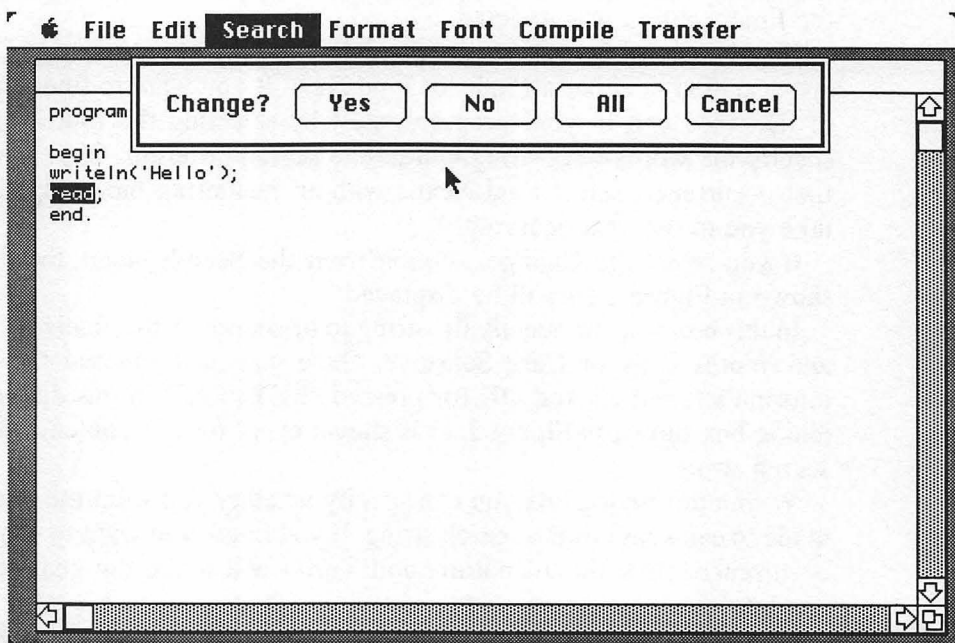 File Edit Search Format Font Compile Transfer
Change? Yes No All Cancel
program
begin
writeln('Hello');
read;
end.